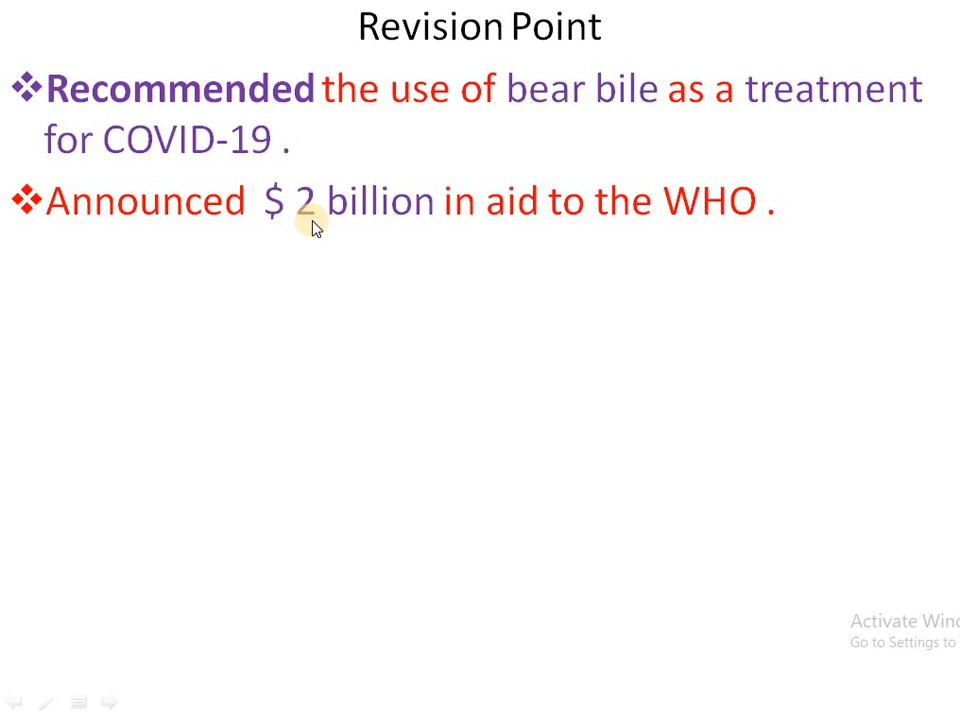 Revision Point
❖Recommended the use of bear bile as a treatment
for COVID-19 .
❖Announced $ 2 billion in aid to the WHO .
Activate Wind
Go to Settings to